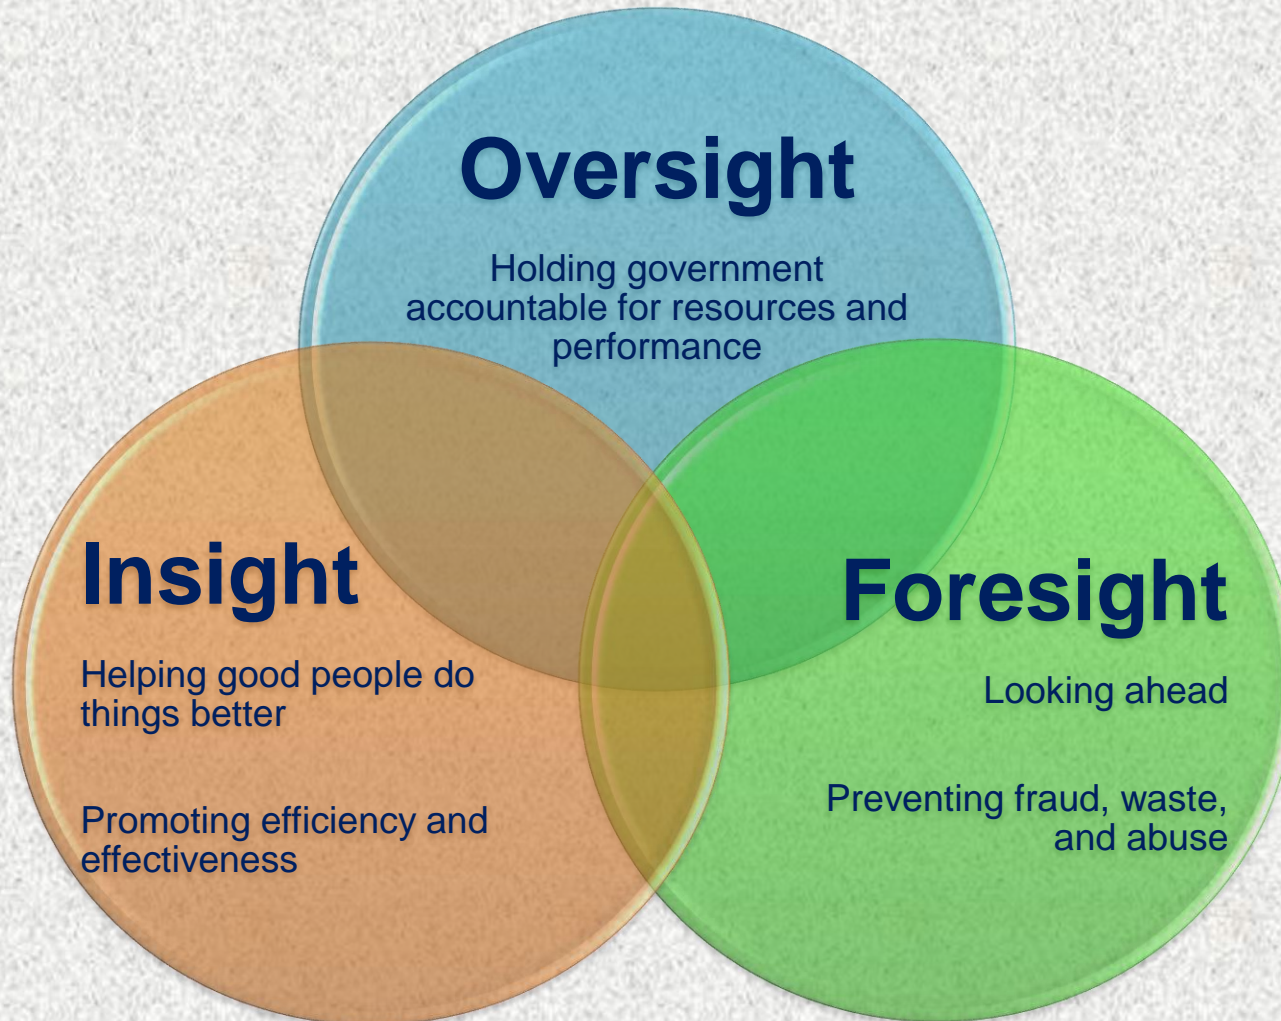 Oversight
Holding government
accountable for resources and
performance
Insight
Helping good people do
things better
Promoting efficiency and
effectiveness
Foresight
Looking ahead
Preventing fraud, waste,
and abuse